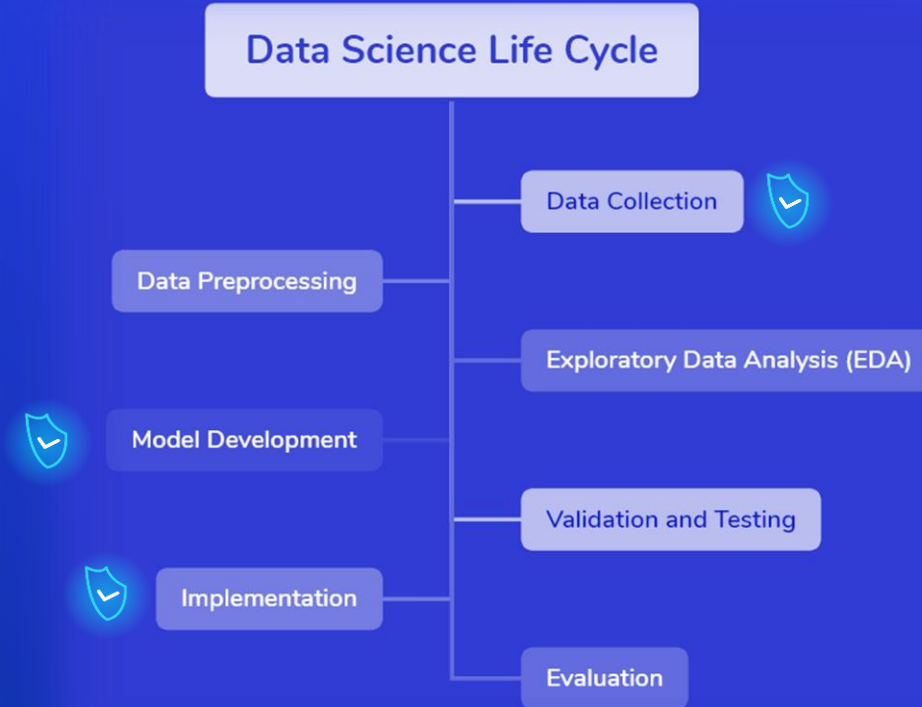 Data Science Life Cycle
Data Collection
Data Preprocessing
Exploratory Data Analysis (EDA)
Model Development
Validation and Testing
Implementation
Evaluation